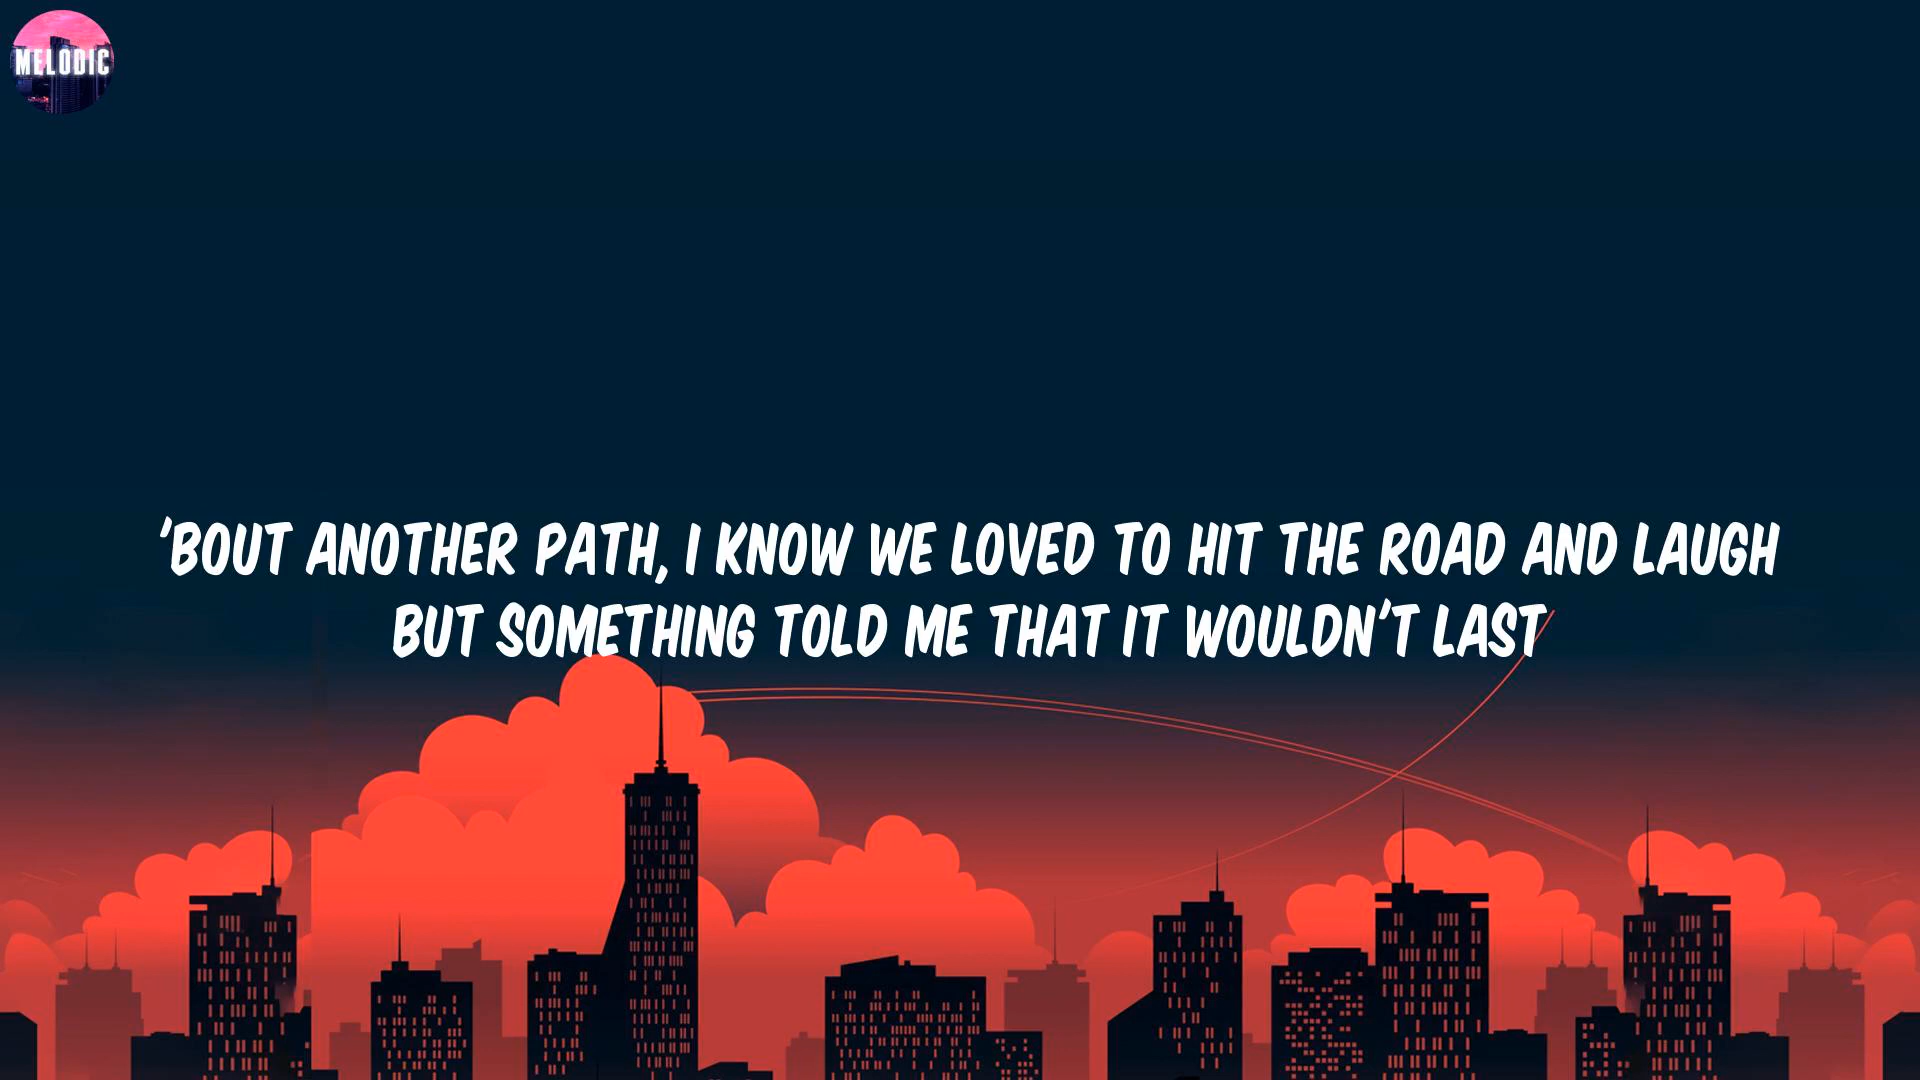 MELODIC
'BOUT ANOTHER PATH, I KNOW WE LOVED TO HIT THE ROAD AND LAUGH
BUT SOMETHING TOLD ME THAT IT WOULDN'T LAST